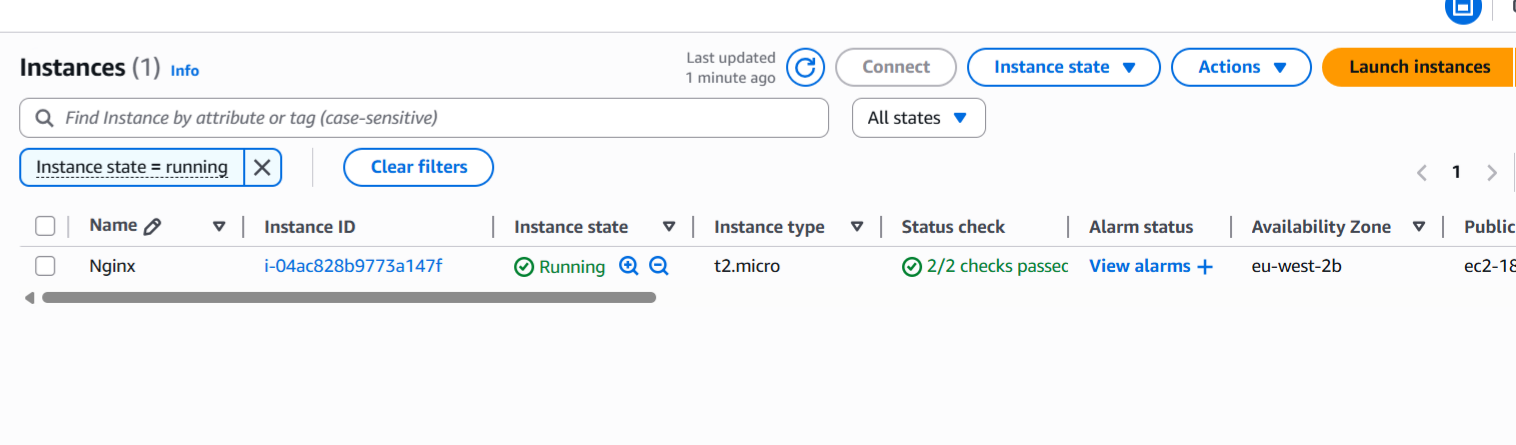 Instances (1) Info
Last updated
1 minute ago
Connect
Instance state
Actions
Launch instances
Find Instance by attribute or tag (case-sensitive)
All states
Instance state = running
Clear filters
1
Name Instance ID Instance state Instance type Status check Alarm status Availability Zone Public
Nginx i-04ac828b9773a147f Running t2.micro 2/2 checks passec View alarms + eu-west-2b ec2-18